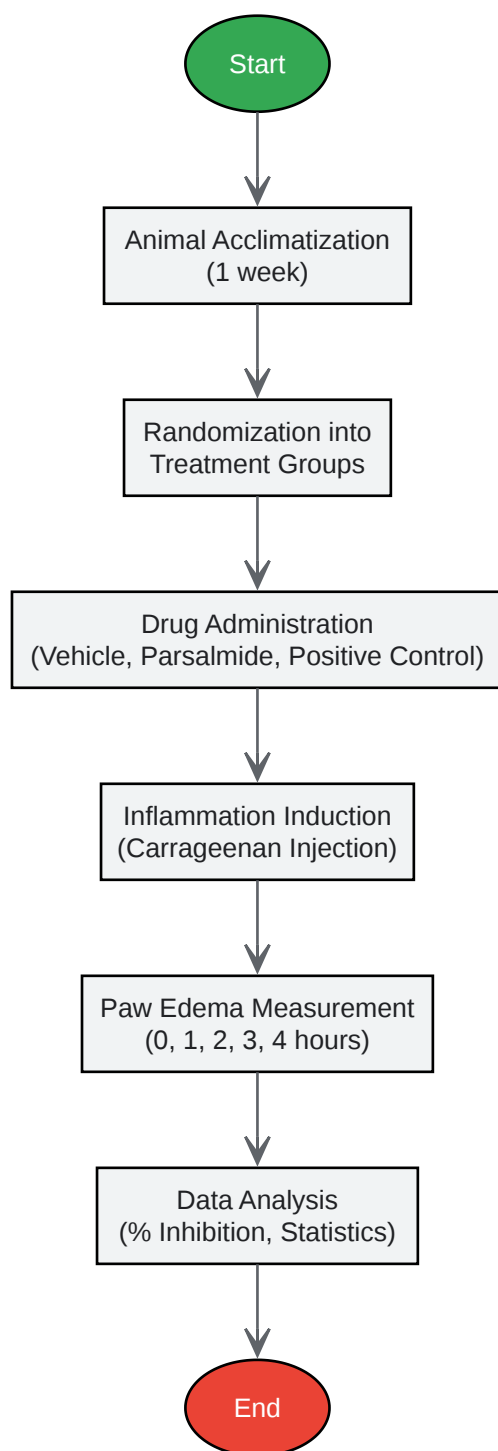 Start
Animal Acclimatization
(1 week)
Randomization into
Treatment Groups
Drug Administration
(Vehicle, Parsalmide, Positive Control)
Inflammation Induction
(Carrageenan Injection)
Paw Edema Measurement
(0, 1, 2, 3, 4 hours)
Data Analysis
(% Inhibition, Statistics)
End